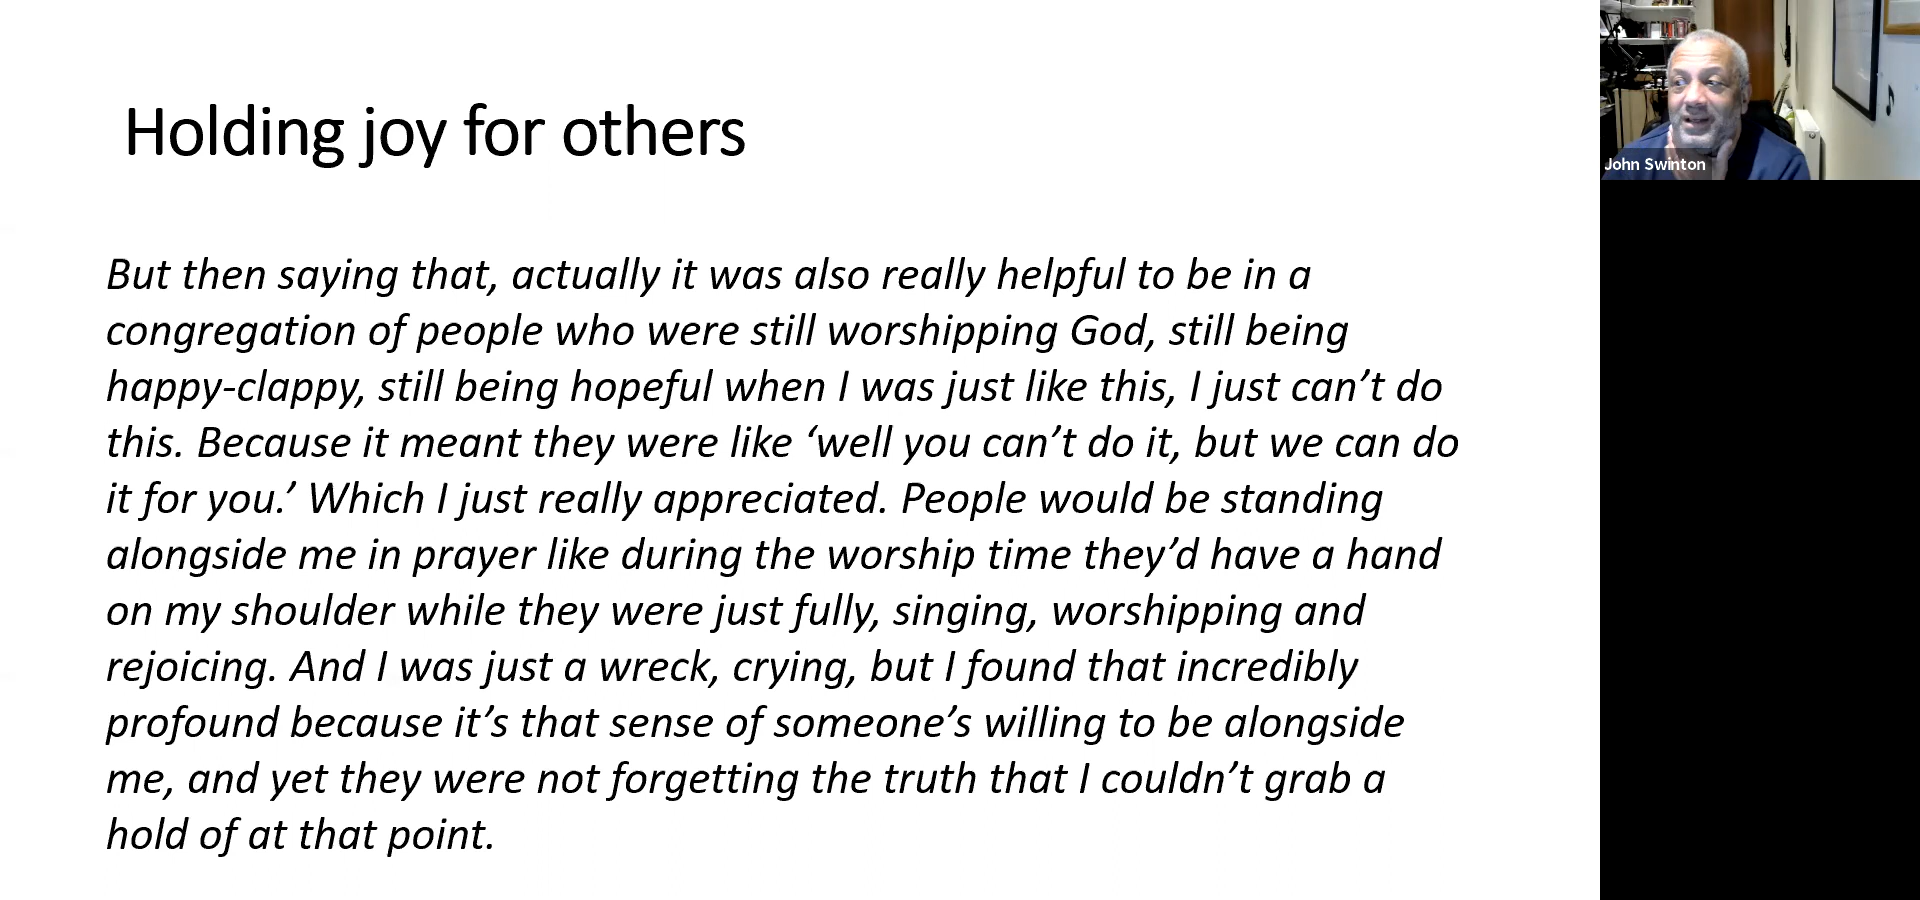 Holding joy for others
But then saying that, actually it was also really helpful to be in a
congregation of people who were still worshipping God, still being
happy-clappy, still being hopeful when I was just like this, I just can’t do
this. Because it meant they were like ‘well you can’t do it, but we can do
it for you.’ Which I just really appreciated. People would be standing
alongside me in prayer like during the worship time they’d have a hand
on my shoulder while they were just fully, singing, worshipping and
rejoicing. And I was just a wreck, crying, but I found that incredibly
profound because it’s that sense of someone’s willing to be alongside
me, and yet they were not forgetting the truth that I couldn’t grab a
hold of at that point.
John Swinton